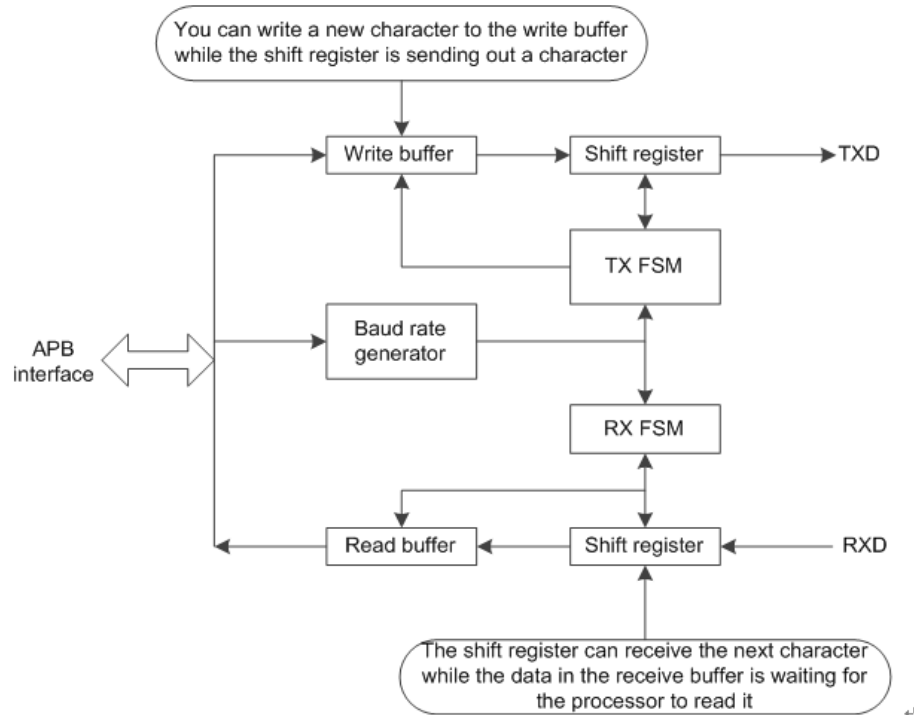 You can write a new character to the write buffer
while the shift register is sending out a character
Write buffer
Shift register
TXD
TX FSM
Baud rate
generator
APB
interface
RX FSM
Read buffer
Shift register
RXD
The shift register can receive the next character
while the data in the receive buffer is waiting for
the processor to read it